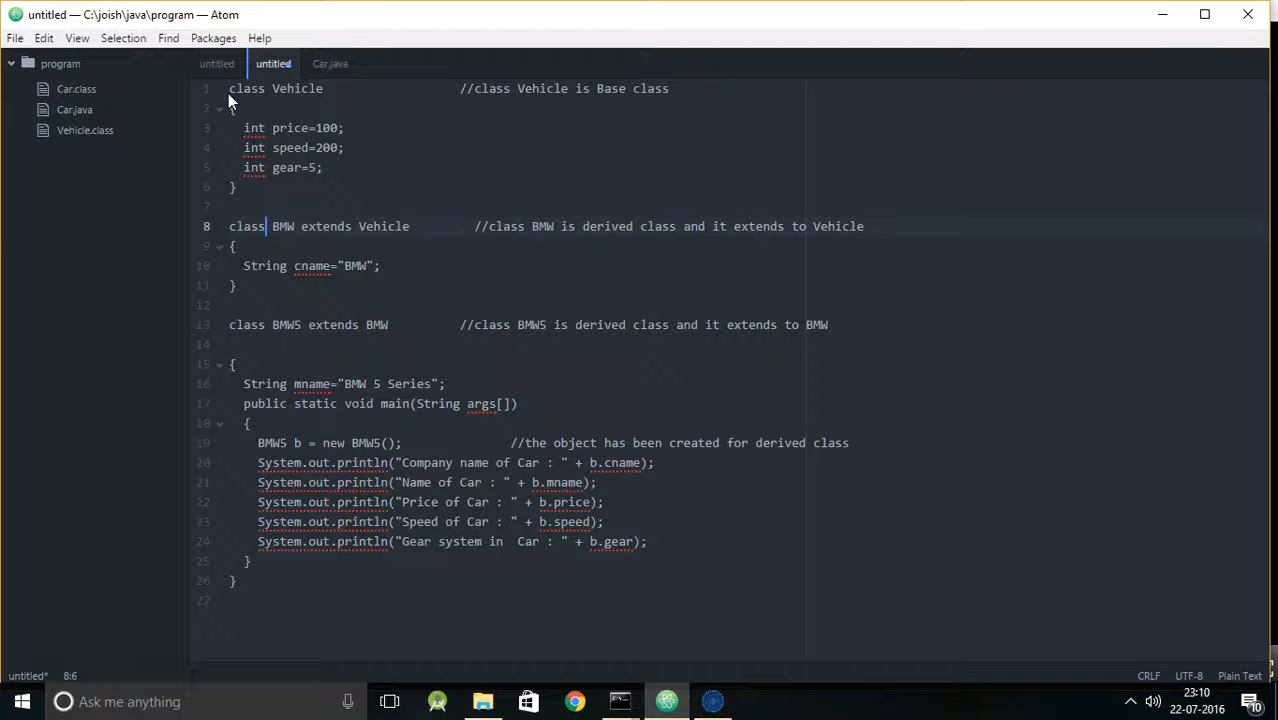 untitled — C:\joish\java\program — Atom
File Edit View Selection Find Packages Help
program
Car.class
Car.java
Vehicle.class
untitled untitled Car.java
1 class Vehicle //class Vehicle is Base class
2 {
3 int price=100;
4 int speed=200;
5 int gear=5;
6 }
7
8 class BMW extends Vehicle //class BMW is derived class and it extends to Vehicle
9 {
10 String cname="BMW";
11 }
12
13 class BMW5 extends BMW //class BMW5 is derived class and it extends to BMW
14
15 {
16 String mname="BMW 5 Series";
17 public static void main(String args[])
18 {
19 BMW5 b = new BMW5(); //the object has been created for derived class
20 System.out.println("Company name of Car : " + b.cname);
21 System.out.println("Name of Car : " + b.mname);
22 System.out.println("Price of Car : " + b.price);
23 System.out.println("Speed of Car : " + b.speed);
24 System.out.println("Gear system in  Car : " + b.gear);
25 }
26 }
27
untitled* 8:6 CRLF UTF-8 Plain Text
Ask me anything
23:10
22-07-2016
10